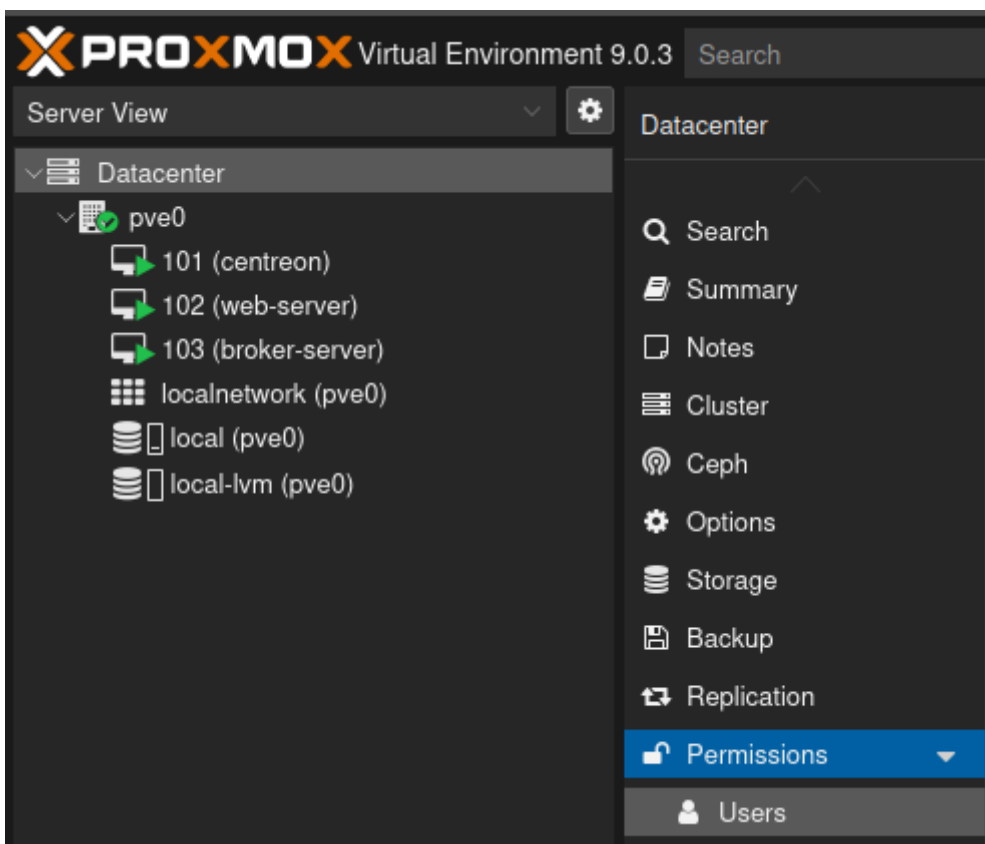 PROXMOX Virtual Environment 9.0.3 Search
Server View
Datacenter
pve0
101 (centreon)
102 (web-server)
103 (broker-server)
localnetwork (pve0)
local (pve0)
local-lvm (pve0)
Datacenter
Search
Summary
Notes
Cluster
Ceph
Options
Storage
Backup
Replication
Permissions
Users